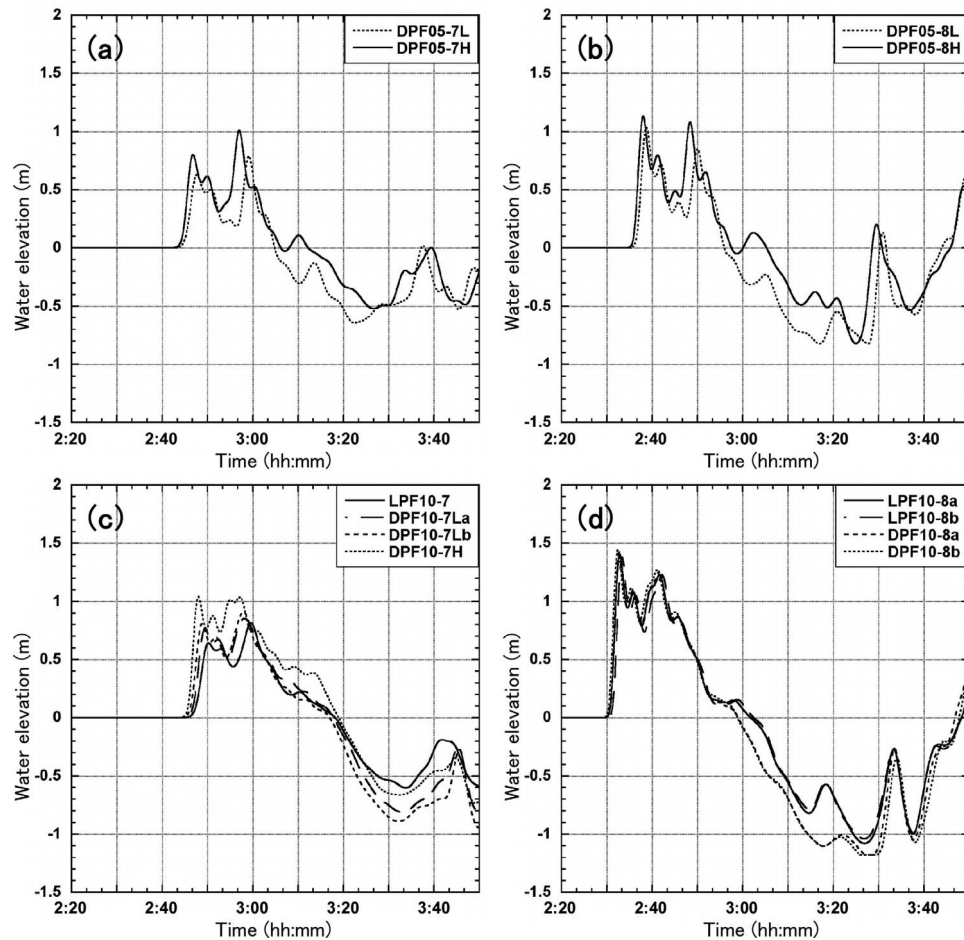 (a)
DPF05-7L
DPF05-7H
2
1.5
1
0.5
0
-0.5
-1
-1.5
Water elevation (m)
2:20
2:40
3:00
3:20
3:40
Time (hh:mm)
(b)
DPF05-8L
DPF05-8H
2
1.5
1
0.5
0
-0.5
-1
-1.5
Water elevation (m)
2:20
2:40
3:00
3:20
3:40
Time (hh:mm)
(c)
LPF10-7
DPF10-7La
DPF10-7Lb
DPF10-7H
2
1.5
1
0.5
0
-0.5
-1
-1.5
Water elevation (m)
2:20
2:40
3:00
3:20
3:40
Time (hh:mm)
(d)
LPF10-8a
LPF10-8b
DPF10-8a
DPF10-8b
2
1.5
1
0.5
0
-0.5
-1
-1.5
Water elevation (m)
2:20
2:40
3:00
3:20
3:40
Time (hh:mm)